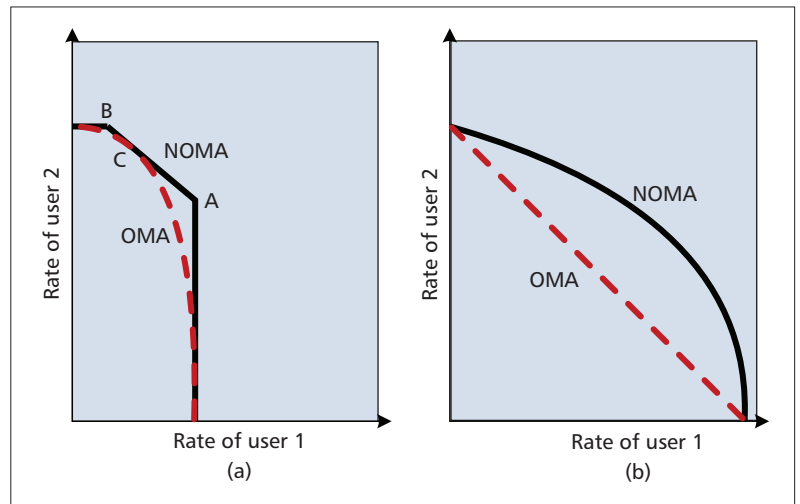 B
C
NOMA
A
OMA
Rate of user 2
Rate of user 1
(a)
NOMA
OMA
Rate of user 2
Rate of user 1
(b)